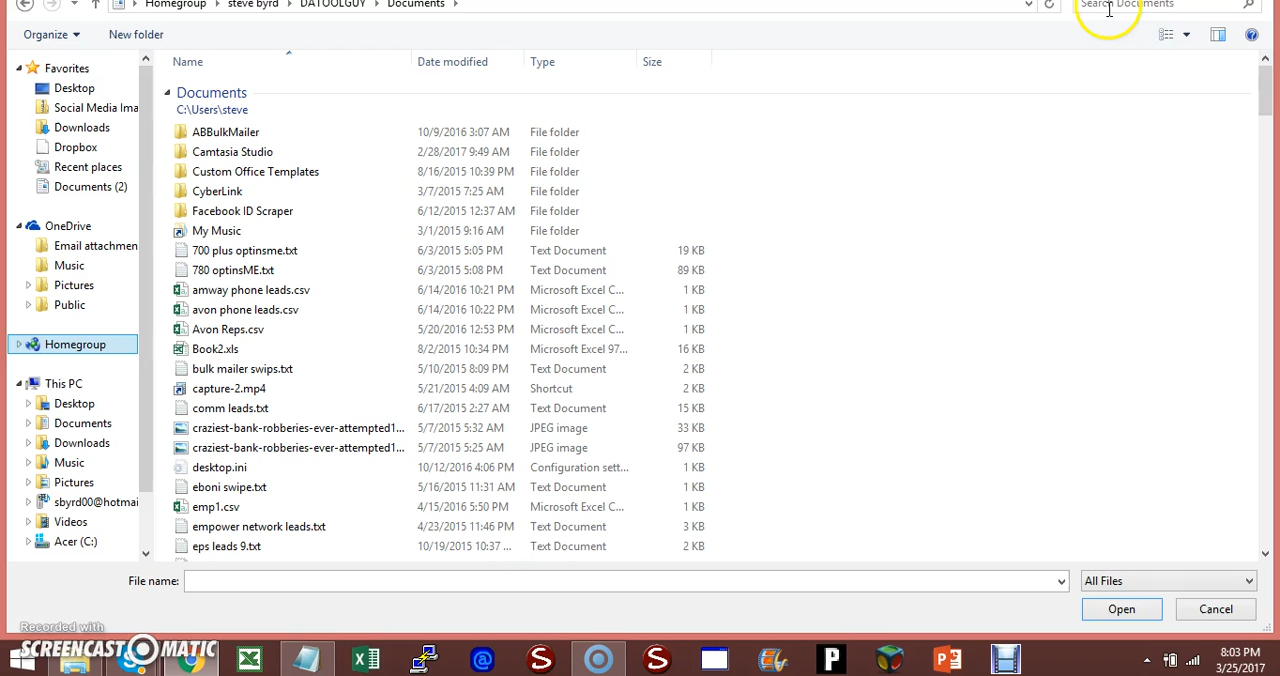 Homegroup steve byrd DATOOLGUY Documents
Search Documents
Organize New folder
Name Date modified Type Size
Favorites
Desktop
Social Media Ima
Downloads
Dropbox
Recent places
Documents (2)
OneDrive
Email attachmen
Music
Pictures
Public
Homegroup
This PC
Desktop
Documents
Downloads
Music
Pictures
sbyrd00@hotmai
Videos
Acer (C:)
Documents
C:\Users\steve
ABBulkMailer 10/9/2016 3:07 AM File folder
Camtasia Studio 2/28/2017 9:49 AM File folder
Custom Office Templates 8/16/2015 10:39 PM File folder
CyberLink 3/7/2015 7:25 AM File folder
Facebook ID Scraper 6/12/2015 12:37 AM File folder
My Music 3/1/2015 9:16 AM File folder
700 plus optinsme.txt 6/3/2015 5:05 PM Text Document 19 KB
780 optinsME.txt 6/3/2015 5:08 PM Text Document 89 KB
amway phone leads.csv 6/14/2016 10:21 PM Microsoft Excel C... 1 KB
avon phone leads.csv 6/14/2016 10:22 PM Microsoft Excel C... 1 KB
Avon Reps.csv 5/20/2016 12:53 PM Microsoft Excel C... 1 KB
Book2.xls 8/2/2015 10:34 PM Microsoft Excel 97... 16 KB
bulk mailer swips.txt 5/10/2015 8:09 PM Text Document 2 KB
capture-2.mp4 5/21/2015 4:09 AM Shortcut 2 KB
comm leads.txt 6/17/2015 2:27 AM Text Document 15 KB
craziest-bank-robberies-ever-attempted1... 5/7/2015 5:32 AM JPEG image 33 KB
craziest-bank-robberies-ever-attempted1... 5/7/2015 5:25 AM JPEG image 97 KB
desktop.ini 10/12/2016 4:06 PM Configuration sett... 1 KB
eboni swipe.txt 5/16/2015 11:31 AM Text Document 1 KB
emp1.csv 4/15/2016 5:50 PM Microsoft Excel C... 1 KB
empower network leads.txt 4/23/2015 11:46 PM Text Document 3 KB
eps leads 9.txt 10/19/2015 10:37 ... Text Document 2 KB
File name: All Files
Open Cancel
Recorded with
SCREENCAST-O-MATIC
8:03 PM
3/25/2017